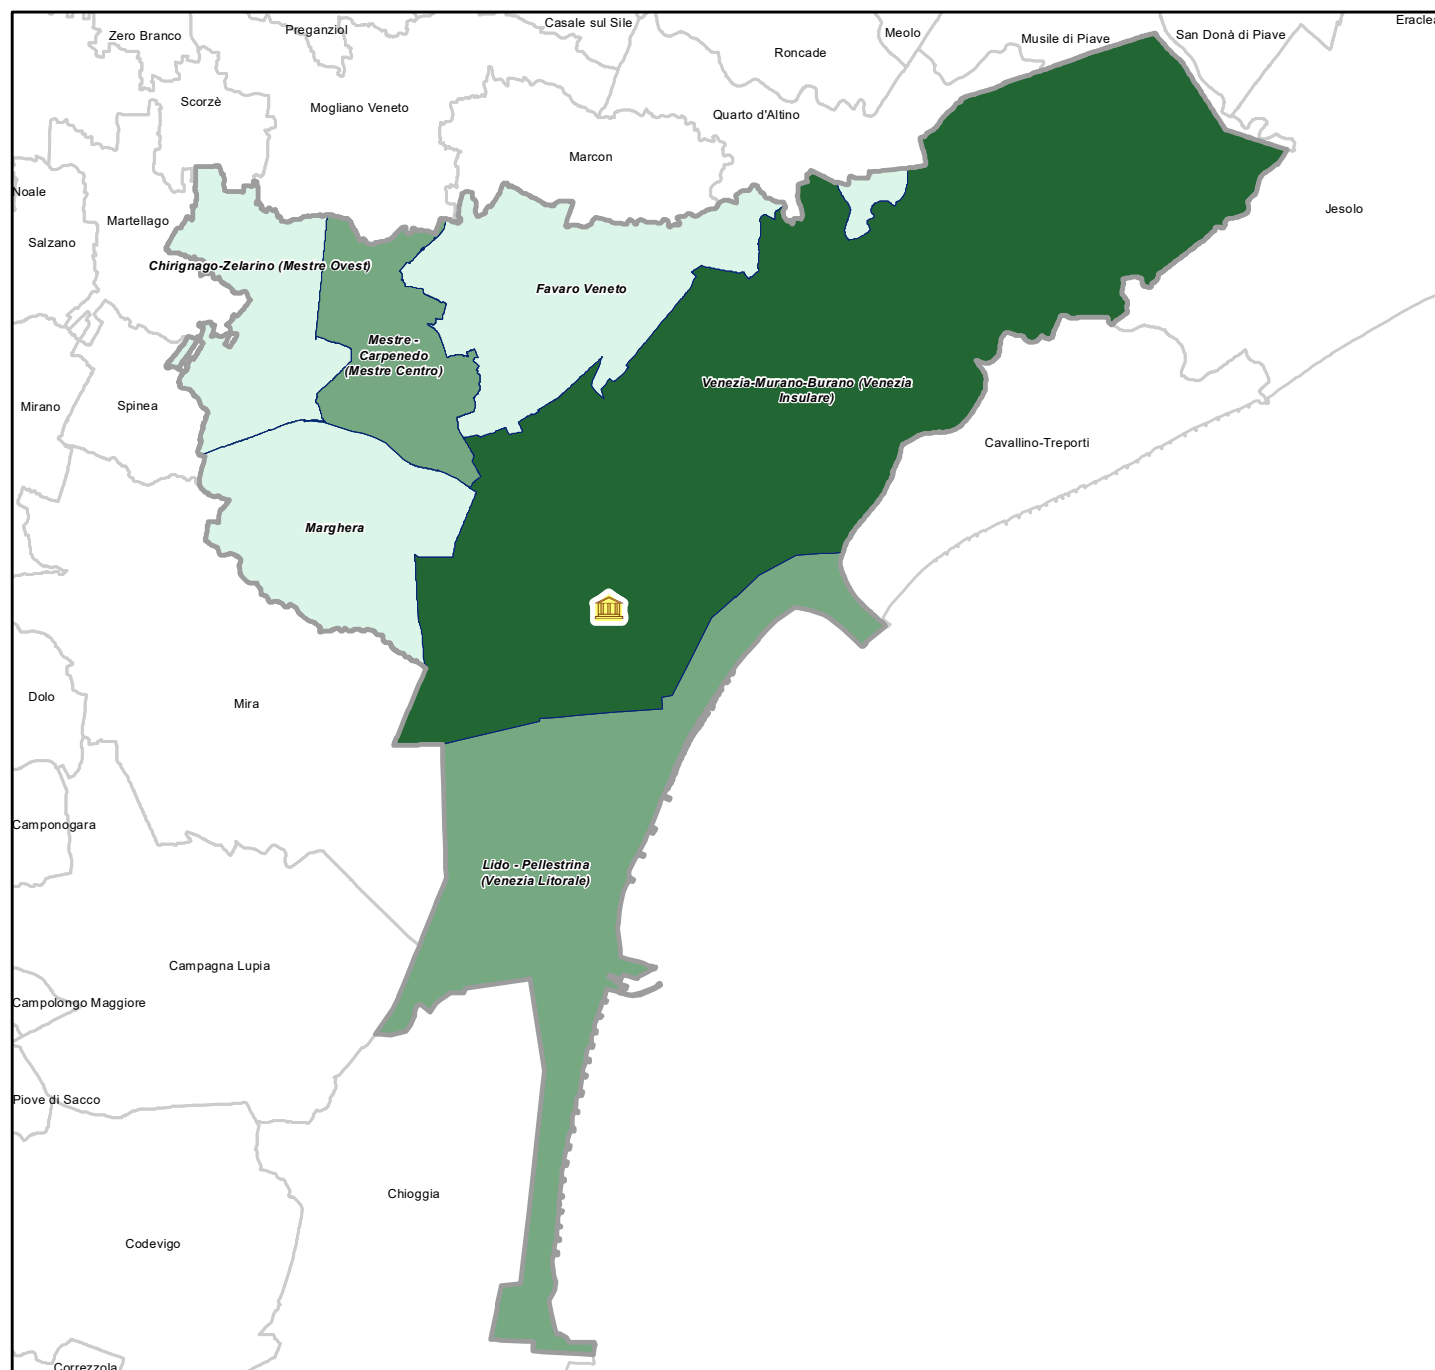 Casale sul Sile
Eraclea
Preganziol
Meolo
San Donà di Piave
Zero Branco
Musile di Piave
Roncade
Scorzè
Mogliano Veneto
Quarto d'Altino
Marcon
Noale
Jesolo
Martellago
Salzano
Chirignago-Zelarino (Mestre Ovest)
Favaro Veneto
Mestre -
Carpenedo
(Mestre Centro)
Venezia-Murano-Burano (Venezia
Insulare)
Mirano
Spinea
Cavallino-Treporti
Marghera
Dolo
Mira
Camponogara
Lido - Pellestrina
(Venezia Litorale)
Campagna Lupia
Campolongo Maggiore
Piove di Sacco
Chioggia
Codevigo
Correzzola